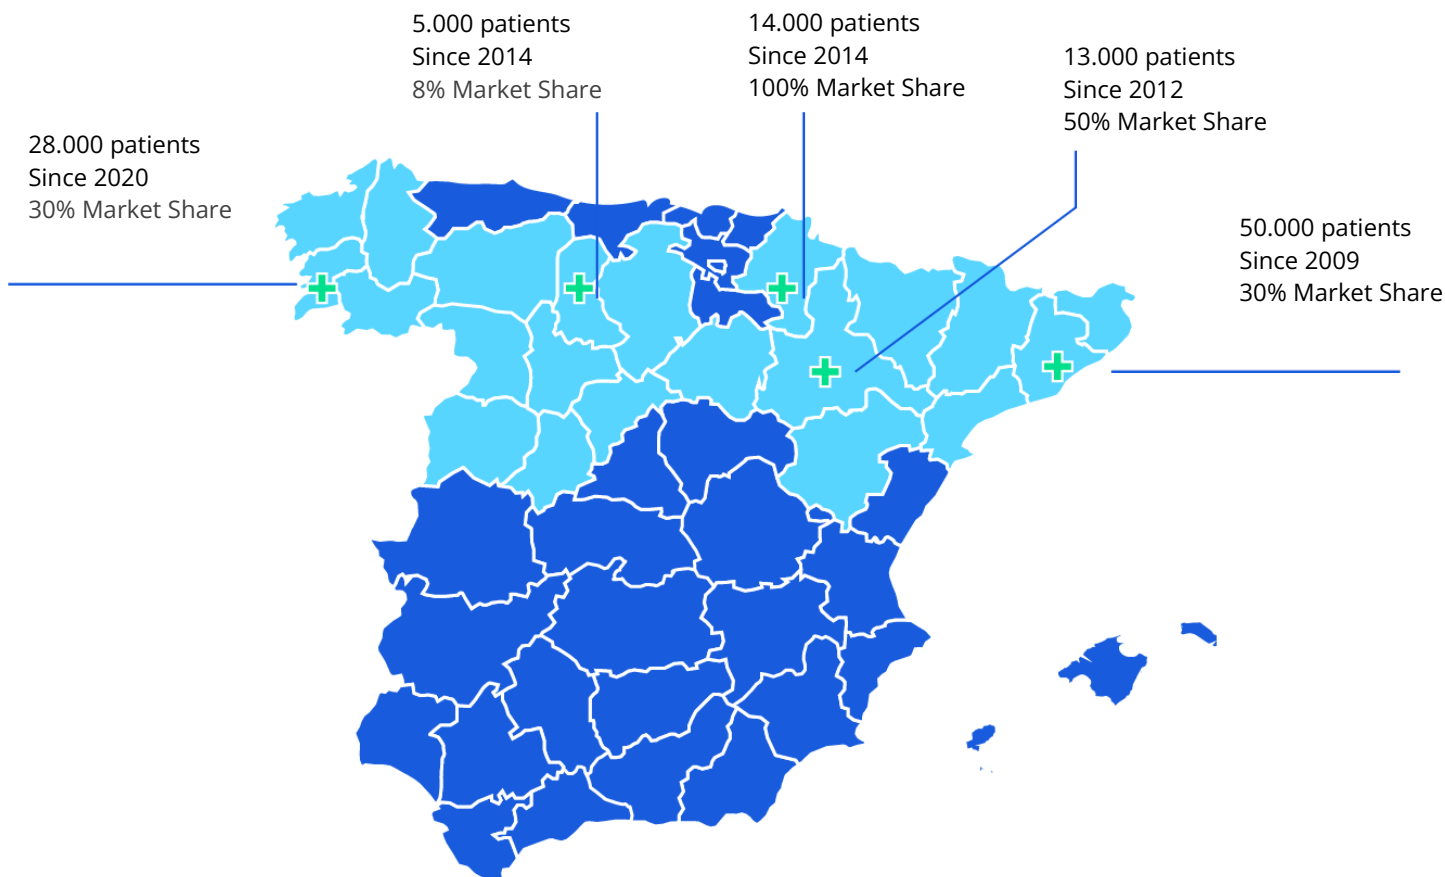 5.000 patients
Since 2014
8% Market Share
14.000 patients
Since 2014
100% Market Share
13.000 patients
Since 2012
50% Market Share
28.000 patients
Since 2020
30% Market Share
50.000 patients
Since 2009
30% Market Share